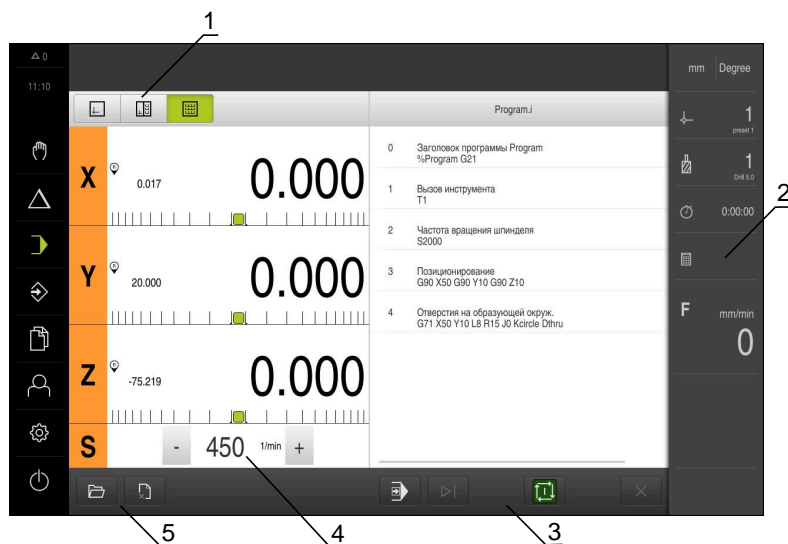 1
0
11:10
mm Degree
Program.i
1
preset 1
1
Drill 5.0
0:00:00
2
F mm/min
0
X R 0.017 0.000
Y R 20.000 0.000
Z R -75.219 0.000
S - 450 1/min +
0 Заголовок программы Program
%Program G21
1 Вызов инструмента
T1
2 Частота вращения шпинделя
S2000
3 Позиционирование
G90 X50 G90 Y10 G90 Z10
4 Отверстия на образующей окруж.
G71 X50 Y10 L8 R15 J0 Kcircle Dthru
5
4
3